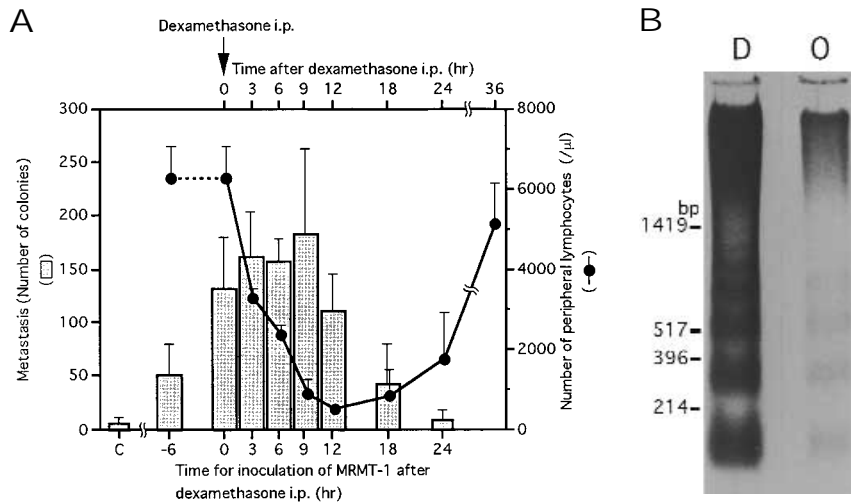 A
Dexamethasone i.p.
Time after dexamethasone i.p. (hr)
0 3 6 9 12 18 24 36
300
250
200
150
100
50
0
Metastasis (Number of colonies)
( )
8000
6000
4000
2000
0
Number of peripheral lymphocytes (/μl)
( )
C -6 0 3 6 9 12 18 24
Time for inoculation of MRMT-1 after
dexamethasone i.p. (hr)
B
D O
bp
1419
517
396
214